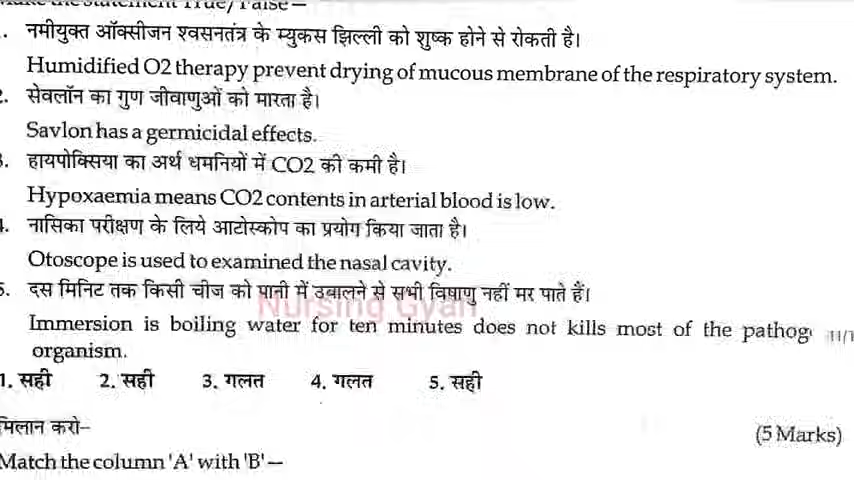 Make the statement True/False—
1. नमीयुक्त ऑक्सीजन श्वसनतंत्र के म्युकस झिल्ली को शुष्क होने से रोकती है।
Humidified O2 therapy prevent drying of mucous membrane of the respiratory system.
2. सेवलॉन का गुण जीवाणुओं को मारता है।
Savlon has a germicidal effects.
3. हायपोक्सिया का अर्थ धमनियों में CO2 की कमी है।
Hypoxaemia means CO2 contents in arterial blood is low.
4. नासिका परीक्षण के लिये आटोस्कोप का प्रयोग किया जाता है।
Otoscope is used to examined the nasal cavity.
5. दस मिनिट तक किसी चीज को पानी में उबालने से सभी विषाणु नहीं मर पाते हैं।
Nursing Gyan
Immersion is boiling water for ten minutes does not kills most of the pathog 11/1
organism.
1. सही 2. सही 3. गलत 4. गलत 5. सही
मिलान करो–
(5 Marks)
Match the column 'A' with 'B'—